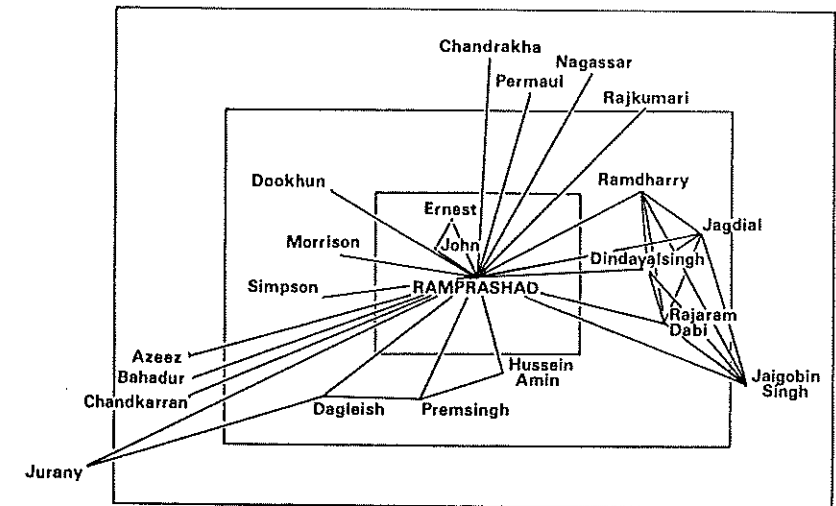 Chandrakha
Nagassar
Permaui
Rajkumari
Dookhun
Ramdharry
Ernest
Jagdial
Morrison
John
Dindayalsingh
Simpson
RAMPRASHAD
Rajaram
Dabi
Azeez
Bahadur
Hussein
Amin
Jaigobin
Singh
Chandkarran
Dagleish
Premsingh
Jurany